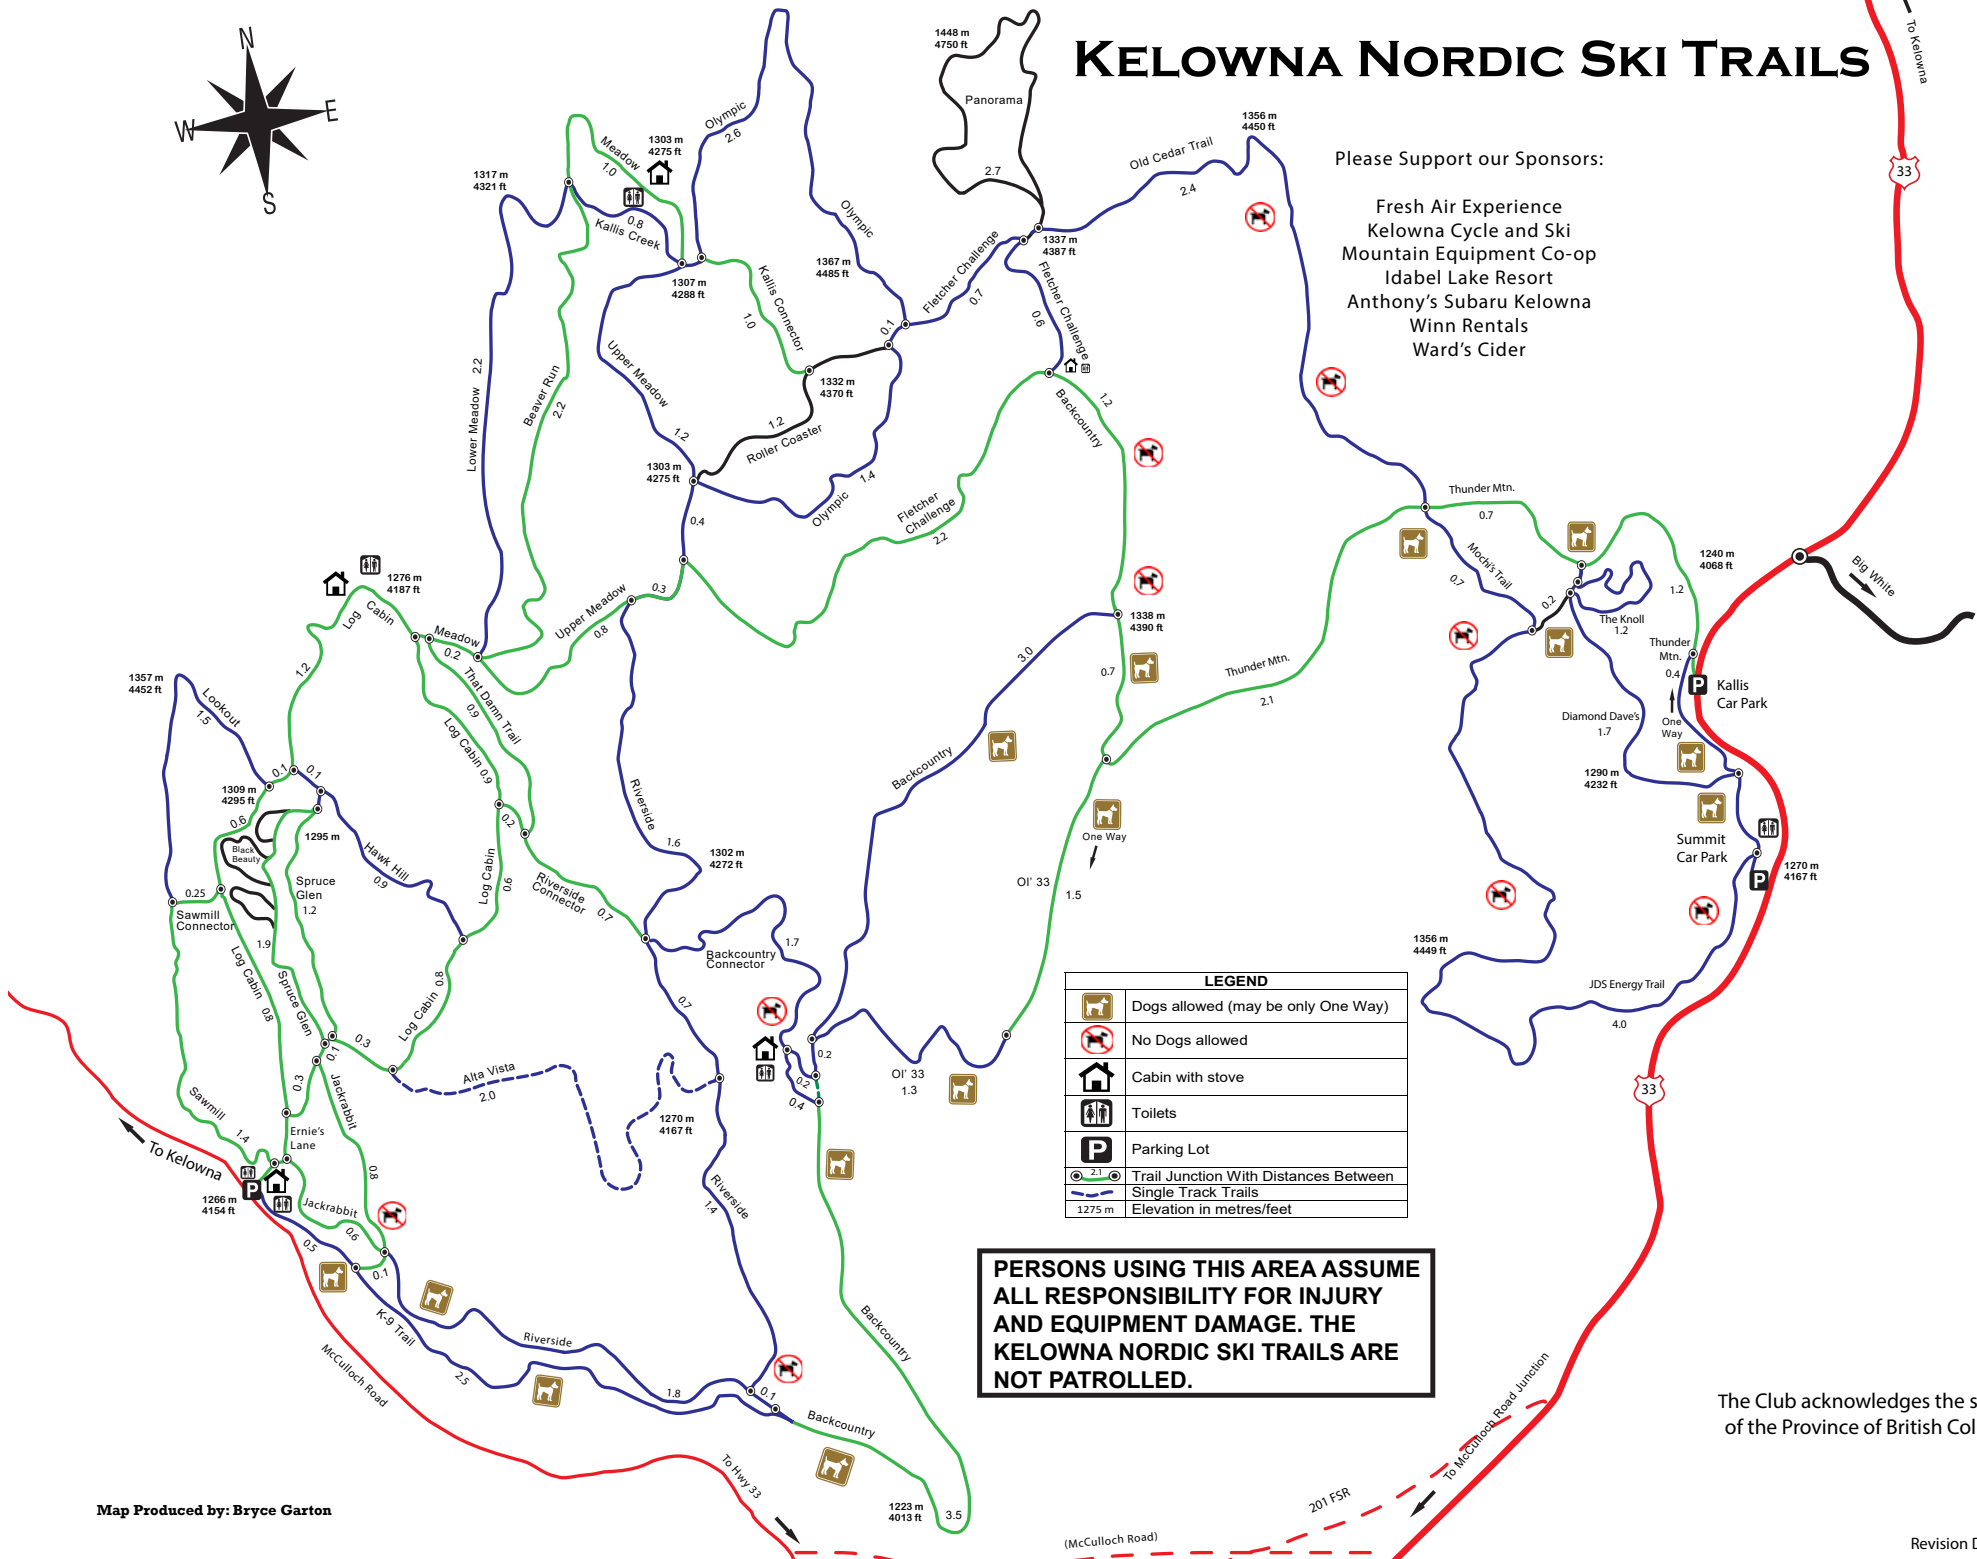 KELOWNA NORDIC SKI TRAILS
N
W
E
S
To Kelowna
33
Please Support our Sponsors:
Fresh Air Experience
Kelowna Cycle and Ski
Mountain Equipment Co-op
Idabel Lake Resort
Anthony's Subaru Kelowna
Winn Rentals
Ward's Cider
1448 m
4750 ft
Panorama
2.7
1356 m
4450 ft
Old Cedar Trail
2.4
1337 m
4387 ft
Olympic
2.6
Olympic
1367 m
4485 ft
Meadow
1.0
1303 m
4275 ft
0.8
Kallis Creek
1317 m
4321 ft
1307 m
4288 ft
Kallis Connector
1.0
Fletcher Challenge
0.7
0.1
Fletcher Challenge
0.6
1332 m
4370 ft
1.2
Roller Coaster
Upper Meadow
1.2
Lower Meadow 2.2
Beaver Run
2.2
1303 m
4275 ft
0.4
Olympic
1.4
Fletcher
Challenge
2.2
Backcountry
1.2
Thunder Mtn.
0.7
Mochi's Trail
0.7
0.2
The Knoll
1.2
1240 m
4068 ft
1.2
Big White
Thunder
Mtn.
0.4
One
Way
P
Kallis
Car Park
Diamond Dave's
1.7
1290 m
4232 ft
Summit
Car Park
P
1270 m
4167 ft
1276 m
4187 ft
Log
Cabin
Meadow
0.2
Upper Meadow
0.8
0.3
1338 m
4390 ft
3.0
0.7
Thunder Mtn.
2.1
1357 m
4452 ft
Lookout
1.5
1.2
That Damn Trail
0.9
Log Cabin 0.9
0.1
0.1
1309 m
4295 ft
0.6
1295 m
Black
Beauty
Hawk Hill
0.9
0.2
Log Cabin
0.6
Riverside
1.6
1302 m
4272 ft
Backcountry
One Way
Ol' 33
1.5
0.25
Sawmill
Connector
Spruce
Glen
1.2
Riverside
Connector
0.7
Backcountry
Connector
1.7
1.9
Log Cabin
0.8
Spruce Glen
Log Cabin 0.8
0.7
1356 m
4449 ft
JDS Energy Trail
4.0
0.3
0.1
0.3
Alta Vista
2.0
1270 m
4167 ft
0.2
0.2
0.4
Ol' 33
1.3
33
Sawmill
1.4
Ernie's
Lane
Jackrabbit
0.8
To Kelowna
P
1266 m
4154 ft
Jackrabbit
0.6
0.5
0.1
Riverside
1.4
LEGEND
Dogs allowed (may be only One Way)
No Dogs allowed
Cabin with stove
Toilets
P Parking Lot
2.1 Trail Junction With Distances Between
Single Track Trails
1275 m Elevation in metres/feet
PERSONS USING THIS AREA ASSUME
ALL RESPONSIBILITY FOR INJURY
AND EQUIPMENT DAMAGE. THE
KELOWNA NORDIC SKI TRAILS ARE
NOT PATROLLED.
K-9 Trail
2.5
Riverside
1.8
McCulloch Road
0.1
Backcountry
Backcountry
To Hwy 33
1223 m
4013 ft
3.5
To McCulloch Road Junction
201 FSR
(McCulloch Road)
The Club acknowledges the s
of the Province of British Col
Map Produced by: Bryce Garton
Revision D